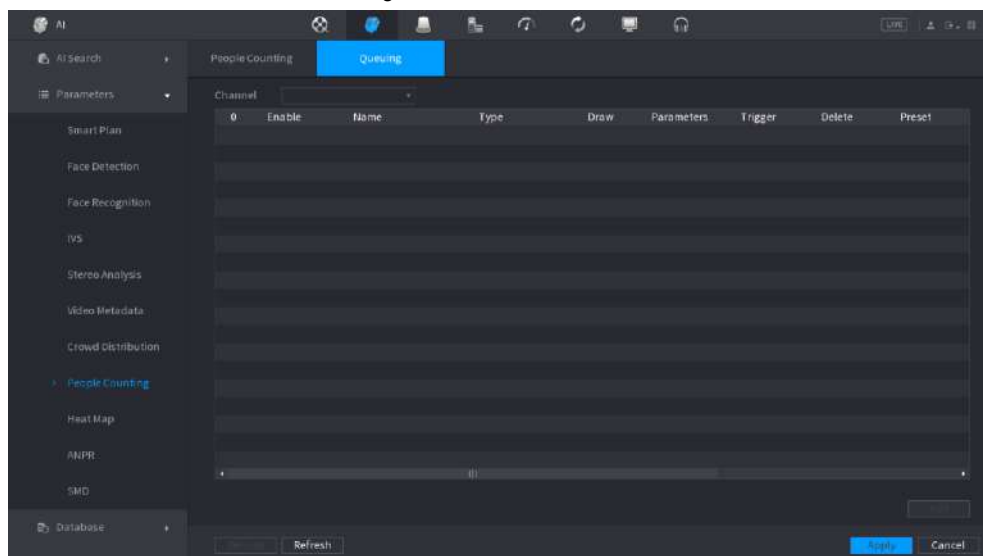 AI LIVE
AI Search
People Counting Queuing
Parameters
Channel
0 Enable Name Type Draw Parameters Trigger Delete Preset
Smart Plan
Face Detection
Face Recognition
IVS
Stereo Analysis
Video Metadata
Crowd Distribution
People Counting
Heat Map
ANPR
SMD
Database
Refresh Apply Cancel